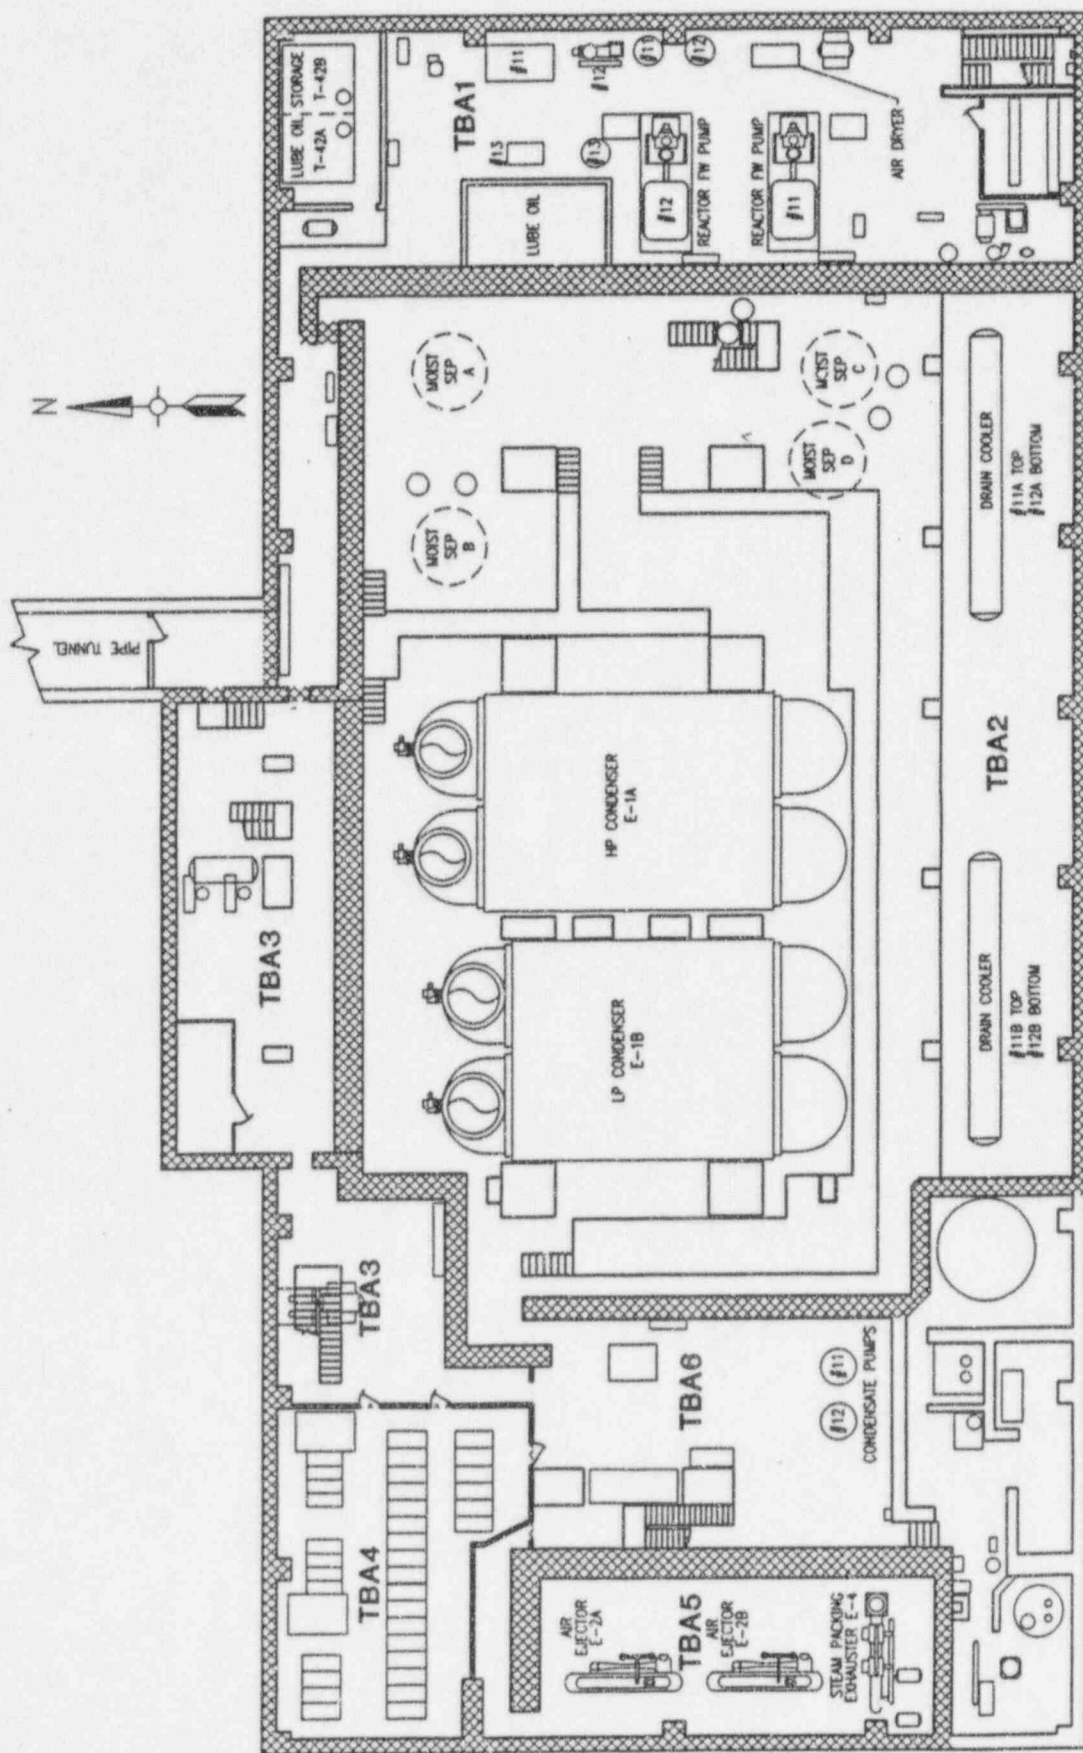 LUBE OIL STORAGE
T-42A T-42B
TBA1
#11
#12
#11
#12
#13
#13
LUBE OIL
#12
REACTOR FW PUMP
REACTOR FW PUMP
#11
AIR DRYER
N
PIPE TUNNEL
MOIST
SEP
A
MOIST
SEP
B
MOIST
SEP
C
MOIST
SEP
D
DRAIN COOLER
#11A TOP
#12A BOTTOM
TBA2
DRAIN COOLER
#11B TOP
#12B BOTTOM
HP CONDENSER
E-1A
LP CONDENSER
E-1B
TBA3
TBA3
TBA6
#12
#11
CONDENSATE PUMPS
TBA4
AIR
EJECTOR
E-2A
TBA5
AIR
EJECTOR
E-2B
STEAM PACKING
EXHAUSTER E-4